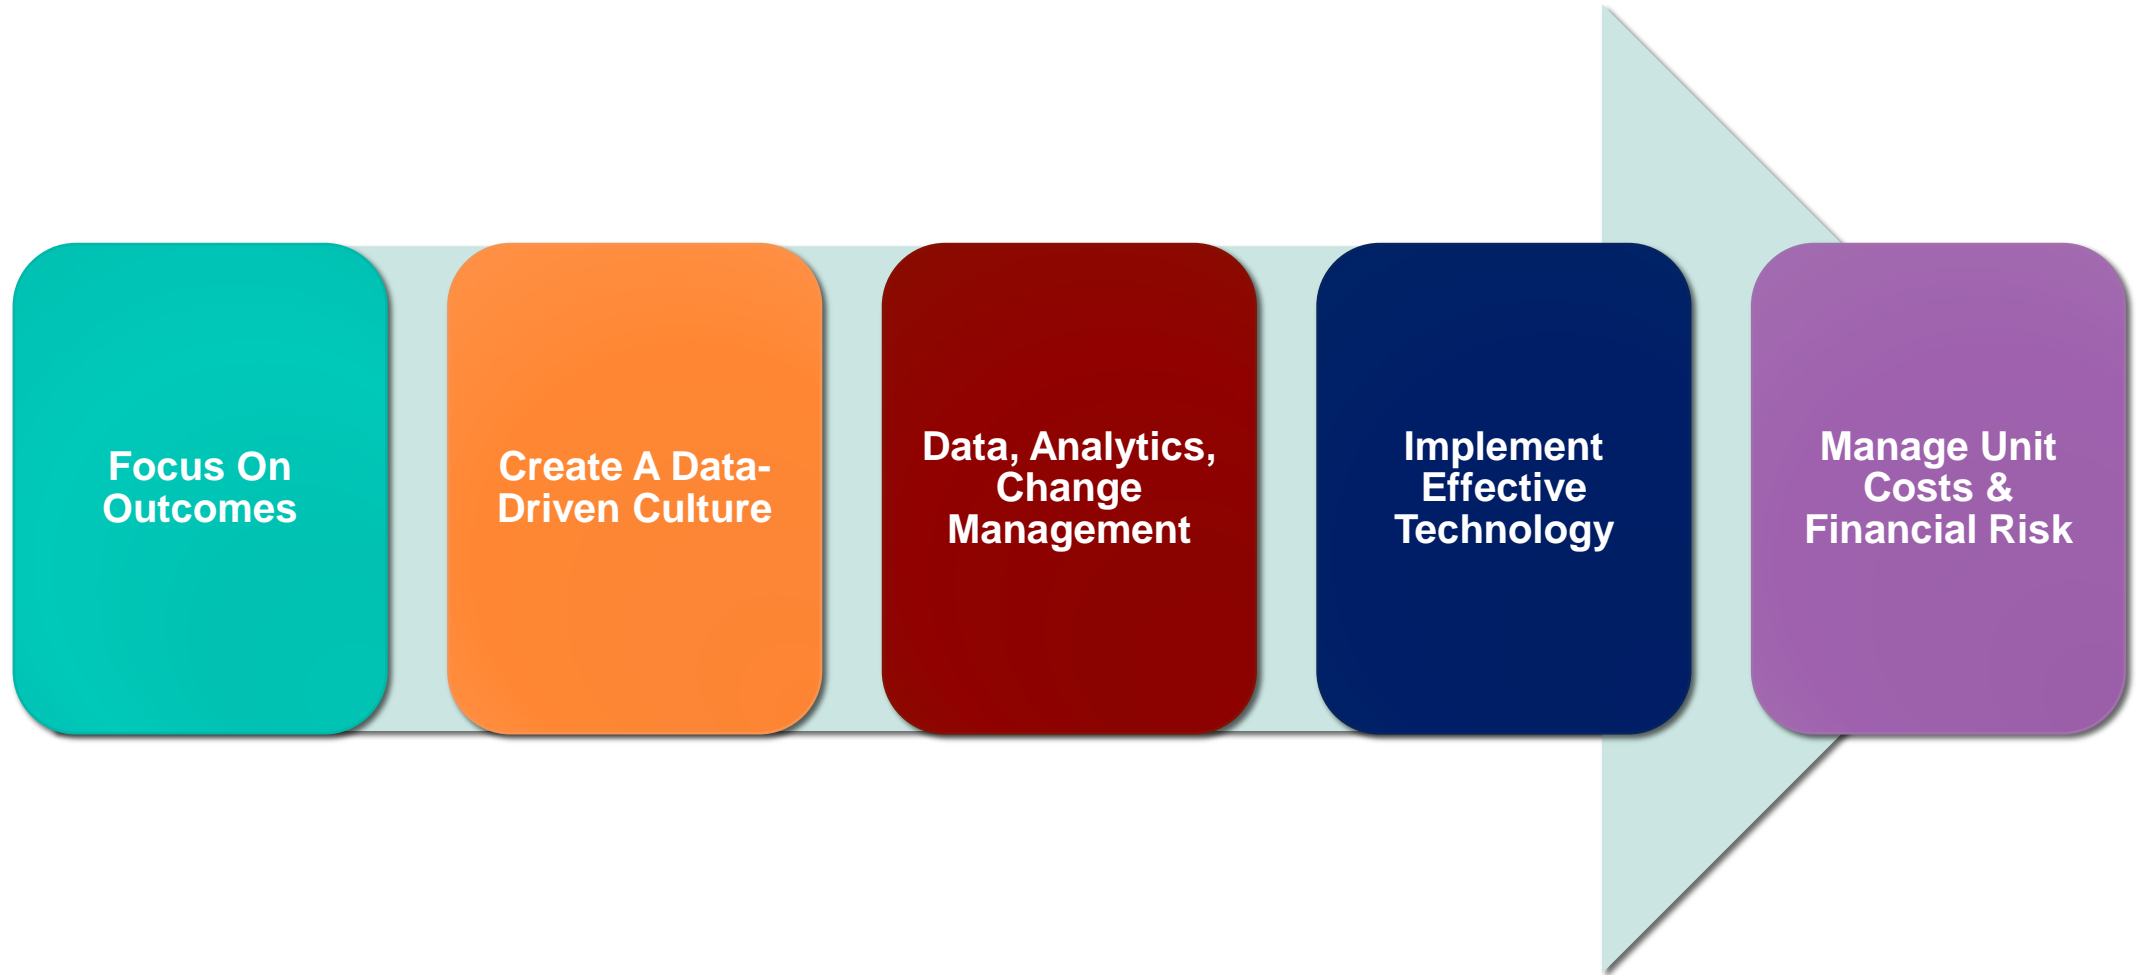 Focus On
Outcomes
Create A Data-
Driven Culture
Data, Analytics,
Change
Management
Implement
Effective
Technology
Manage Unit
Costs &
Financial Risk